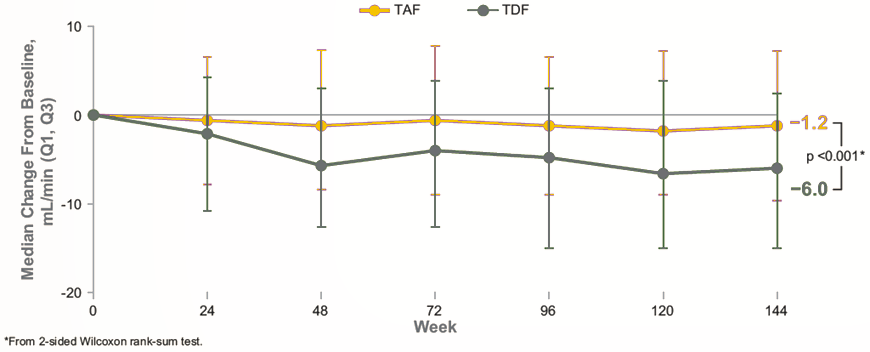 TAF TDF
Median Change From Baseline,
mL/min (Q1, Q3)
10
0
-10
-20
−1.2
p <0.001*
−6.0
0 24 48 72 96 120 144
Week
*From 2-sided Wilcoxon rank-sum test.